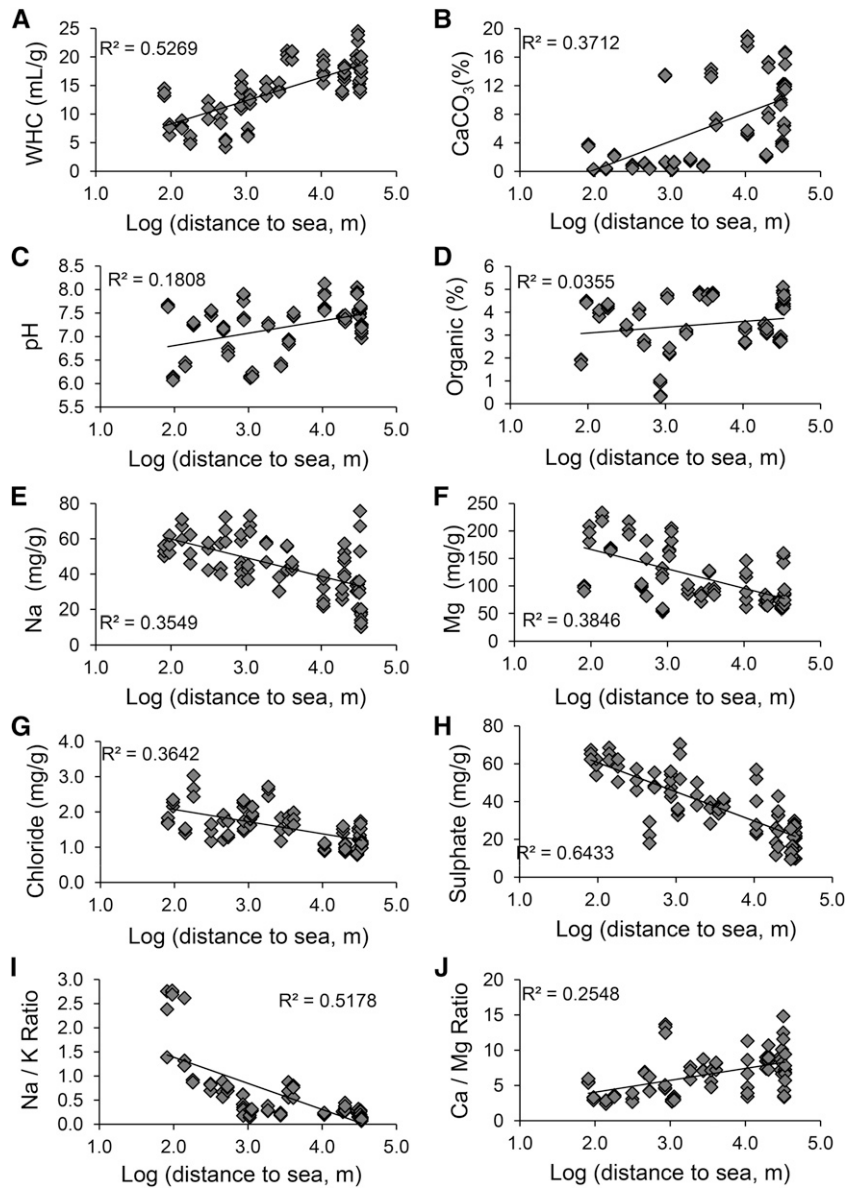 A
B
WHC (mL/g)
25
20
15
10
5
0
R² = 0.5269
1.0 2.0 3.0 4.0 5.0
Log (distance to sea, m)
CaCO₃(%)
20
16
12
8
4
0
R² = 0.3712
1.0 2.0 3.0 4.0 5.0
Log (distance to sea, m)
C
D
pH
8.5
8.0
7.5
7.0
6.5
6.0
5.5
R² = 0.1808
1.0 2.0 3.0 4.0 5.0
Log (distance to sea, m)
Organic (%)
6
5
4
3
2
1
0
R² = 0.0355
1.0 2.0 3.0 4.0 5.0
Log (distance to sea, m)
E
F
Na (mg/g)
80
60
40
20
0
R² = 0.3549
1.0 2.0 3.0 4.0 5.0
Log (distance to sea, m)
Mg (mg/g)
250
200
150
100
50
0
R² = 0.3846
1.0 2.0 3.0 4.0 5.0
Log (distance to sea, m)
G
H
Chloride (mg/g)
4.0
3.0
2.0
1.0
0.0
R² = 0.3642
1.0 2.0 3.0 4.0 5.0
Log (distance to sea, m)
Sulphate (mg/g)
80
60
40
20
0
R² = 0.6433
1.0 2.0 3.0 4.0 5.0
Log (distance to sea, m)
I
J
Na / K Ratio
3.0
2.5
2.0
1.5
1.0
0.5
0.0
R² = 0.5178
1.0 2.0 3.0 4.0 5.0
Log (distance to sea, m)
Ca / Mg Ratio
20
15
10
5
0
R² = 0.2548
1.0 2.0 3.0 4.0 5.0
Log (distance to sea, m)